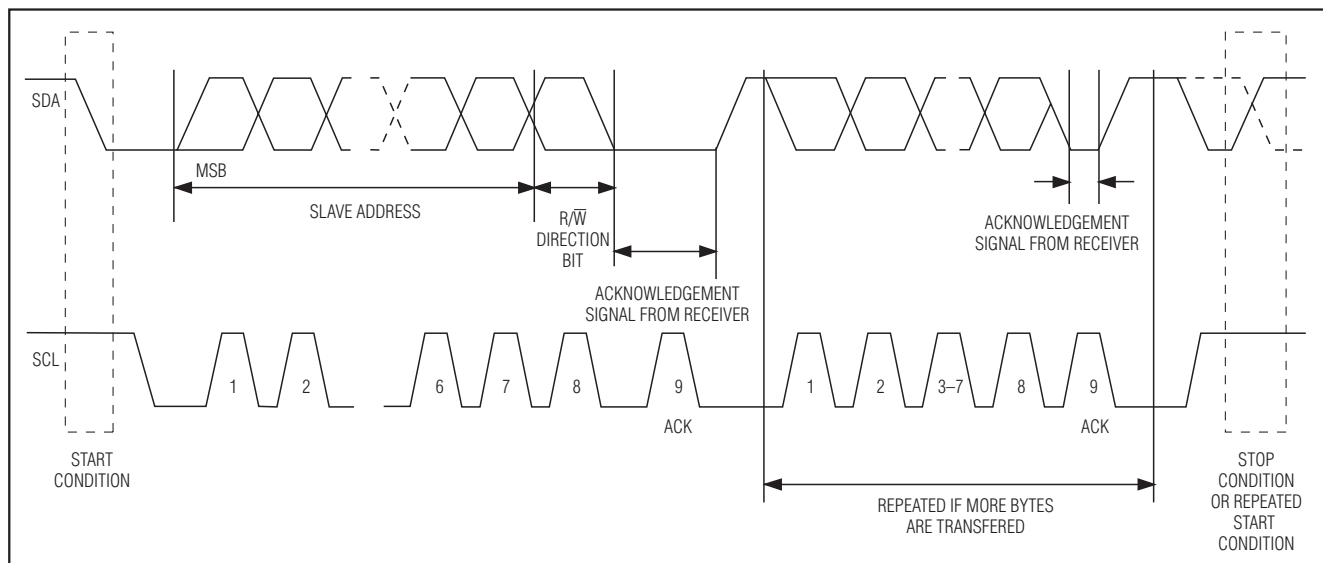 SDA
MSB
SLAVE ADDRESS
R/W̅
DIRECTION
BIT
ACKNOWLEDGEMENT
SIGNAL FROM RECEIVER
ACKNOWLEDGEMENT
SIGNAL FROM RECEIVER
SCL
1 2 6 7 8 9 1 2 3–7 8 9
ACK ACK
START
CONDITION
REPEATED IF MORE BYTES
ARE TRANSFERED
STOP
CONDITION
OR REPEATED
START
CONDITION